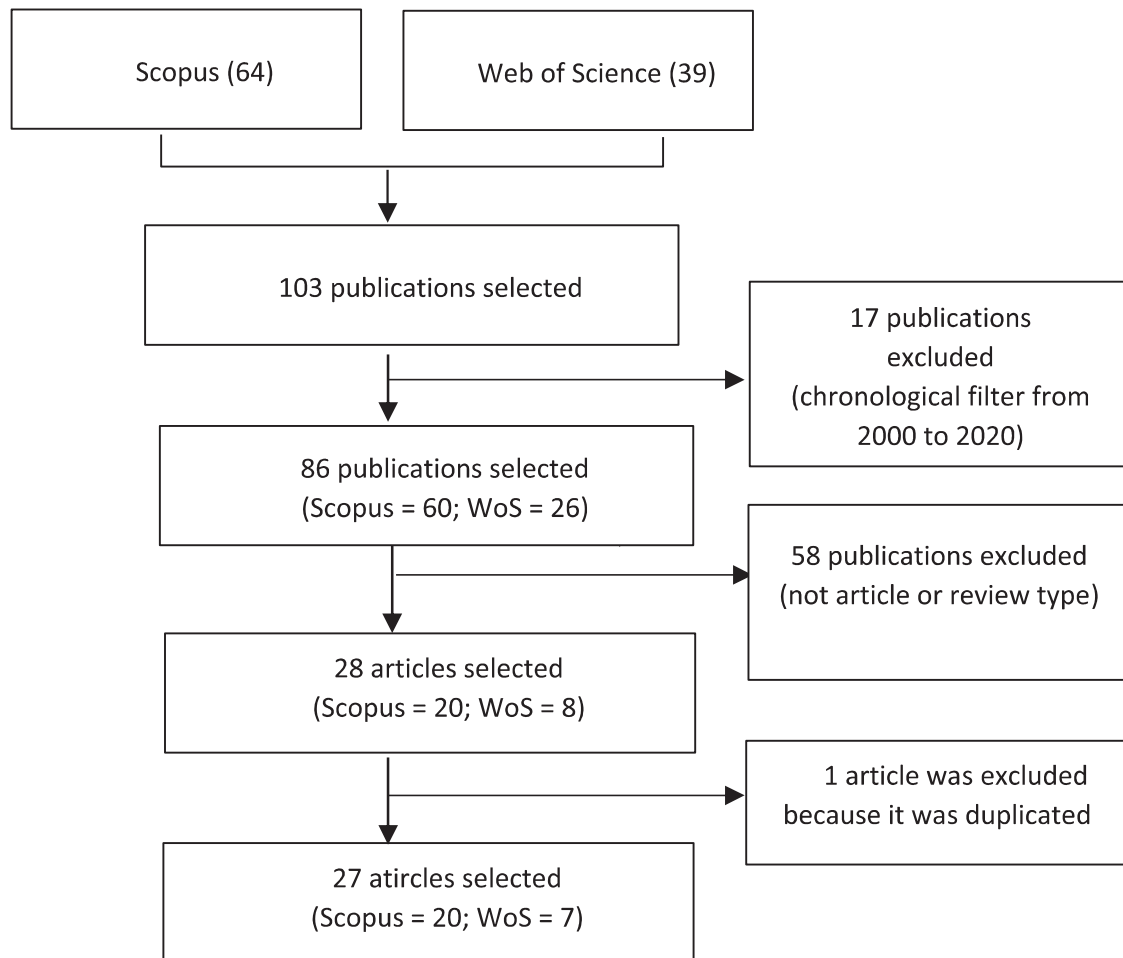 Scopus (64)
Web of Science (39)
103 publications selected
17 publications
excluded
(chronological filter from
2000 to 2020)
86 publications selected
(Scopus = 60; WoS = 26)
58 publications excluded
(not article or review type)
28 articles selected
(Scopus = 20; WoS = 8)
1 article was excluded
because it was duplicated
27 atircles selected
(Scopus = 20; WoS = 7)